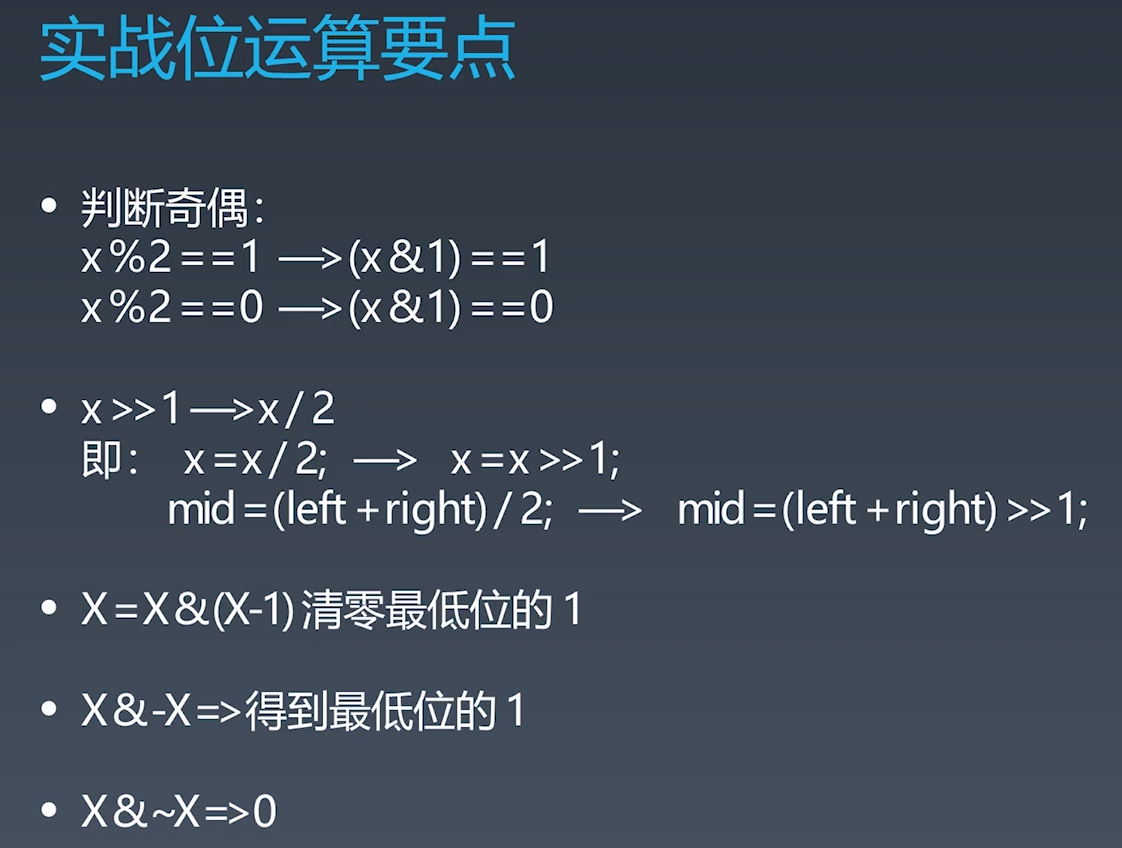 实战位运算要点
• 判断奇偶：
x%2==1 —>(x&1)==1
x%2==0 —>(x&1)==0
• x>>1—>x/2
即： x=x/2; —> x=x>>1;
mid=(left+right)/2; —> mid=(left+right)>>1;
• X=X&(X-1)清零最低位的1
• X&-X=>得到最低位的1
• X&~X=>0